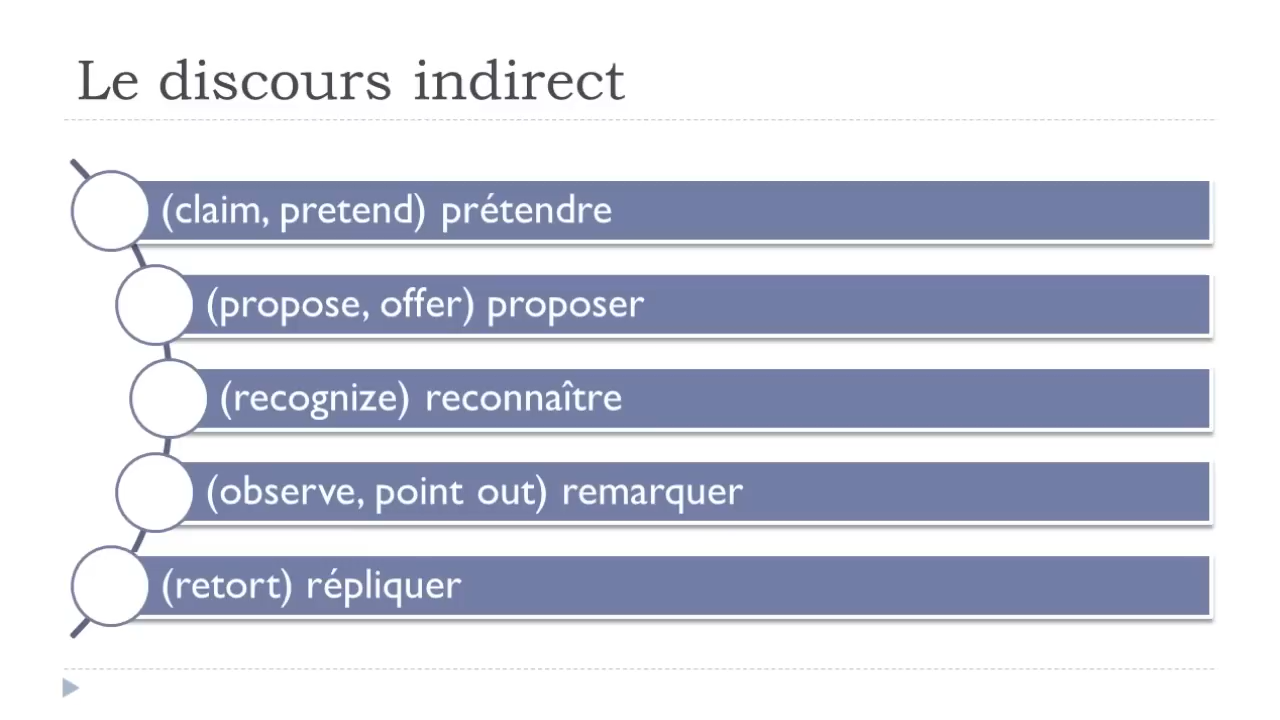 Le discours indirect
(claim, pretend) prétendre
(propose, offer) proposer
(recognize) reconnaître
(observe, point out) remarquer
(retort) répliquer